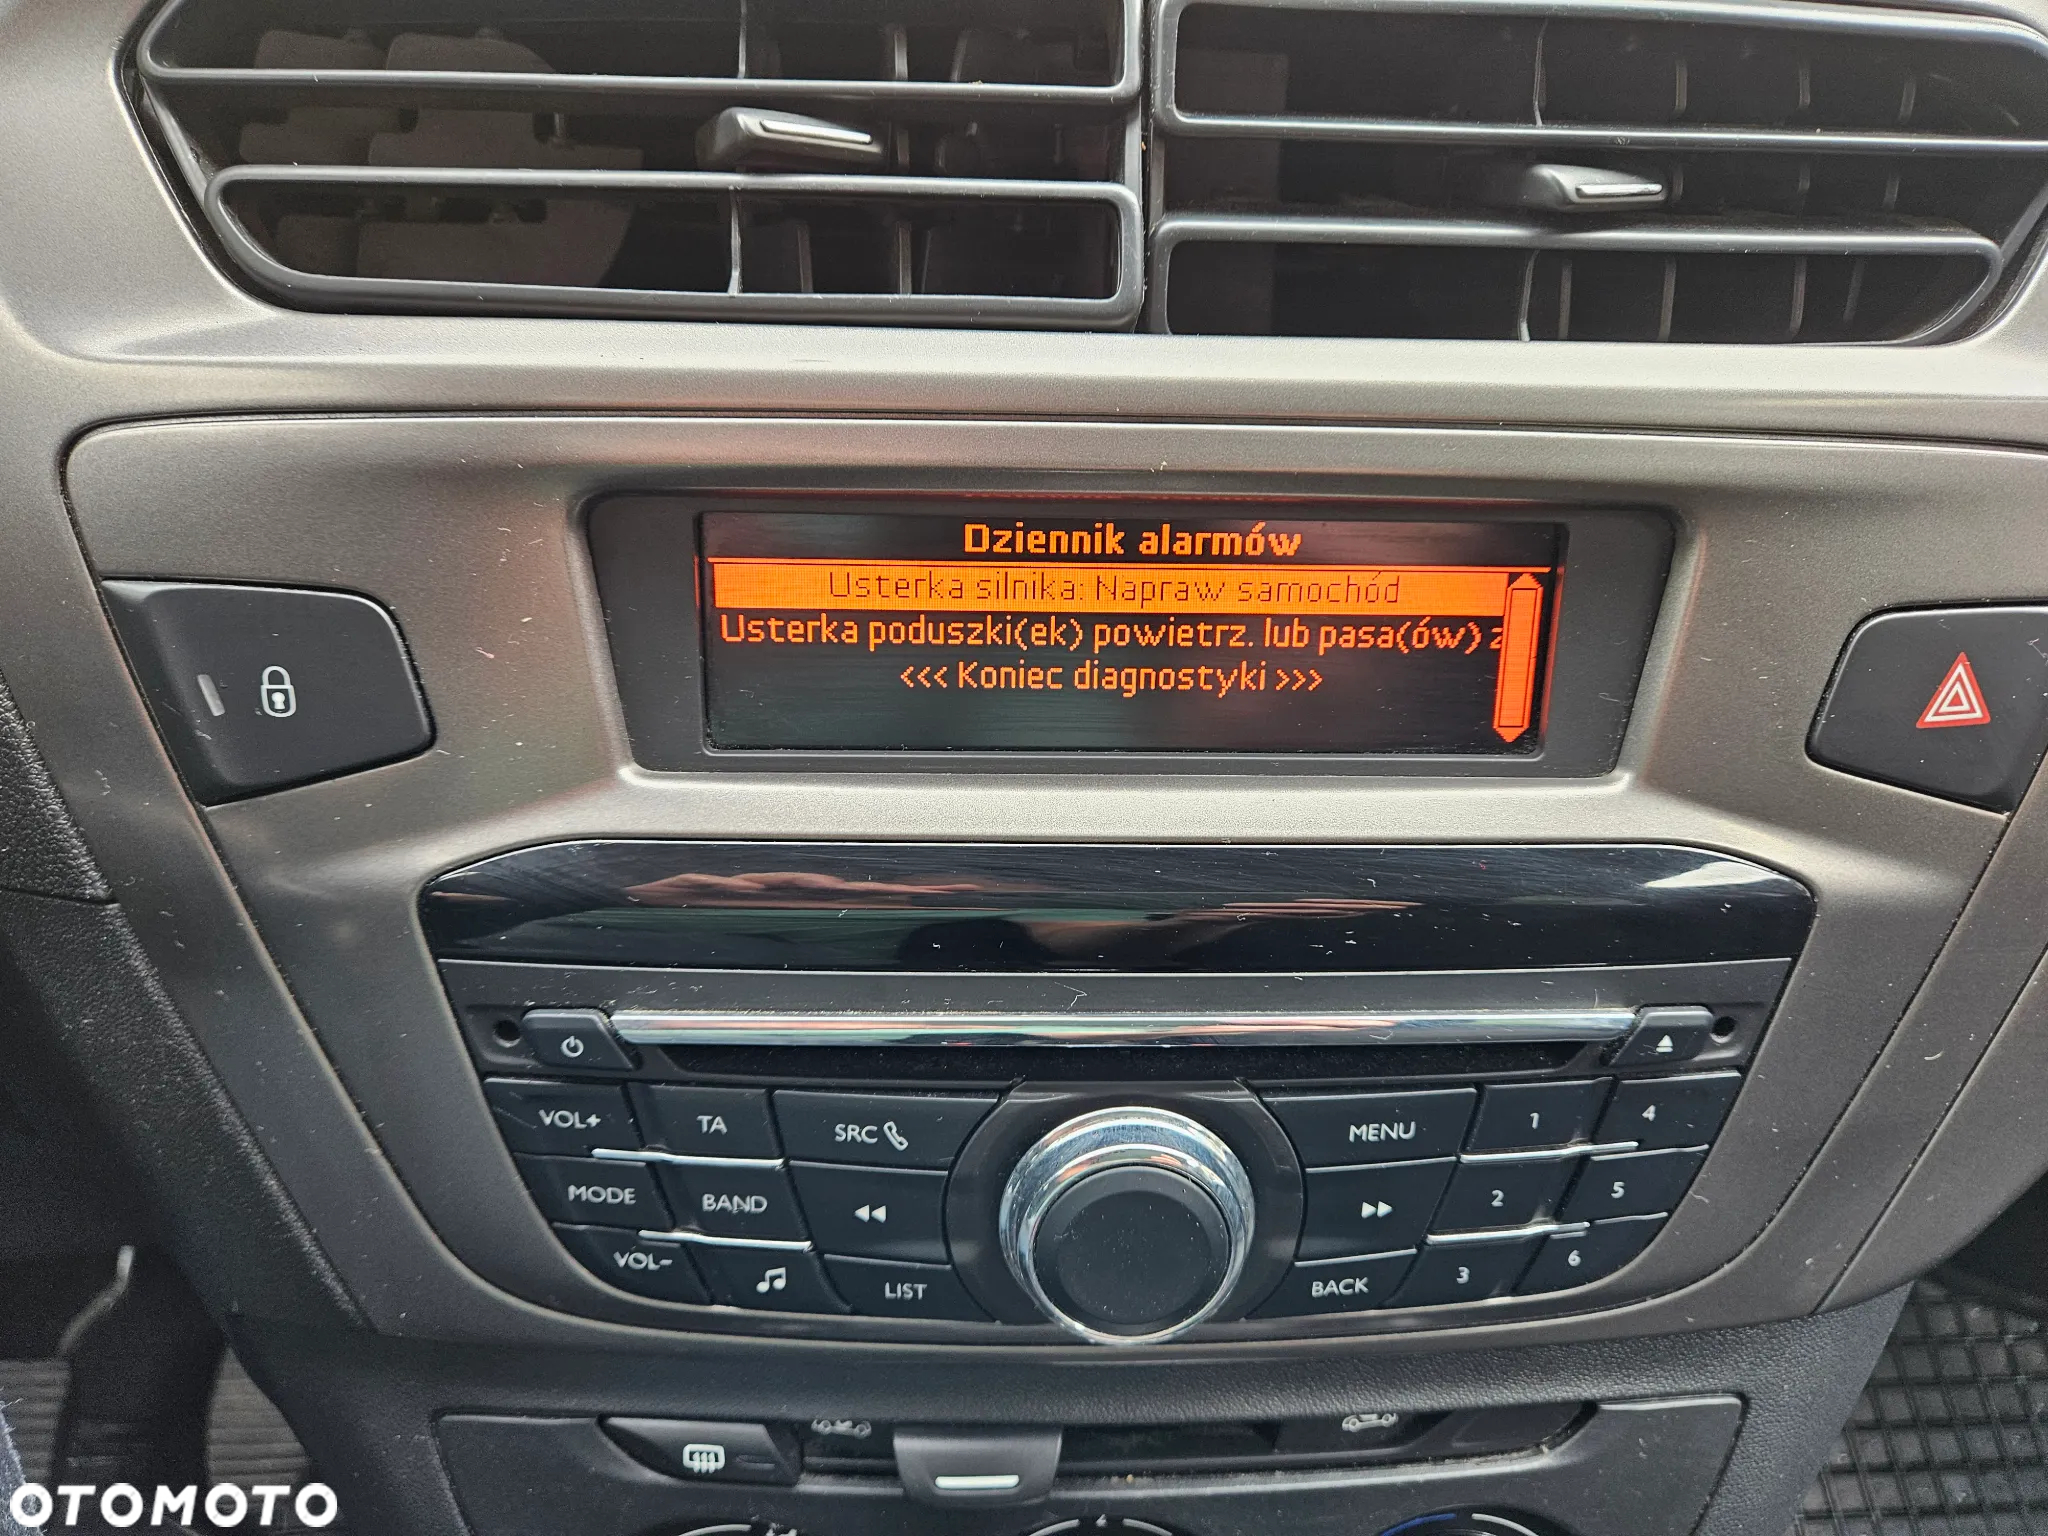 Dziennik alarmów
Usterka silnika: Napraw samochód
Usterka poduszki(ek) powietrz. lub pasa(ów) z
<<< Koniec diagnostyki >>>
VOL+
TA
SRC
MENU
1
4
MODE
BAND
2
5
VOL-
LIST
BACK
3
6
OTOMOTO